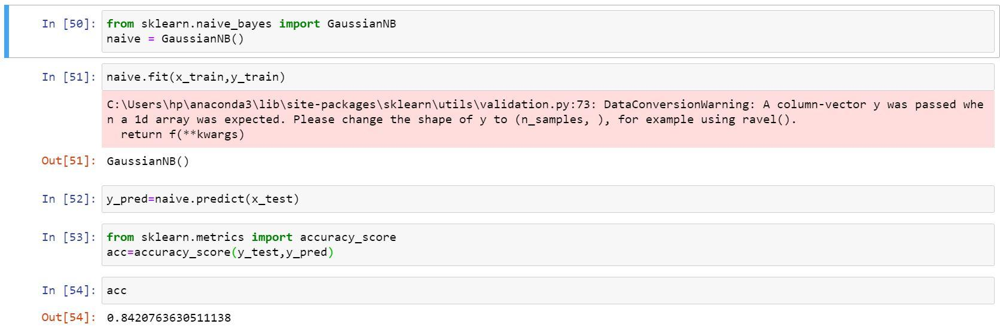 In [50]: from sklearn.naive_bayes import GaussianNB
naive = GaussianNB()
In [51]: naive.fit(x_train,y_train)
C:\Users\hp\anaconda3\lib\site-packages\sklearn\utils\validation.py:73: DataConversionWarning: A column-vector y was passed whe
n a 1d array was expected. Please change the shape of y to (n_samples, ), for example using ravel().
  return f(**kwargs)
Out[51]: GaussianNB()
In [52]: y_pred=naive.predict(x_test)
In [53]: from sklearn.metrics import accuracy_score
acc=accuracy_score(y_test,y_pred)
In [54]: acc
Out[54]: 0.8420763630511138